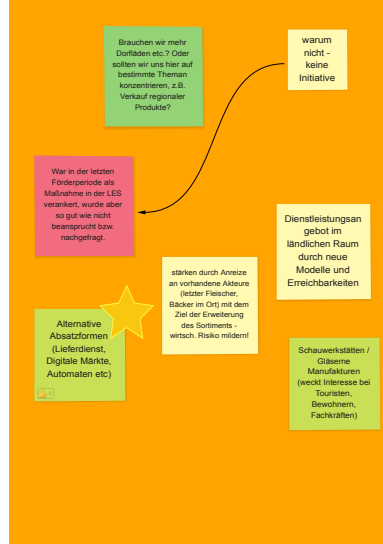 Brauchen wir mehr
Dorfläden etc.? Oder
sollten wir uns hier auf
bestimmte Theman
konzentrieren, z.B.
Verkauf regionaler
Produkte?
warum
nicht -
keine
Initiative
War in der letzten
Förderperiode als
Maßnahme in der LES
verankert, wurde aber
so gut wie nicht
beansprucht bzw.
nachgefragt.
Dienstleistungsan
gebot im
ländlichen Raum
durch neue
Modelle und
Erreichbarkeiten
stärken durch Anreize
an vorhandene Akteure
(letzter Fleischer,
Bäcker im Ort) mit dem
Ziel der Erweiterung
des Sortiments -
wirtsch. Risiko mildern!
Alternative
Absatzformen
(Lieferdienst,
Digitale Märkte,
Automaten etc)
Schauwerkstätten /
Gläserne
Manufakturen
(weckt Interesse bei
Touristen,
Bewohnern,
Fachkräften)